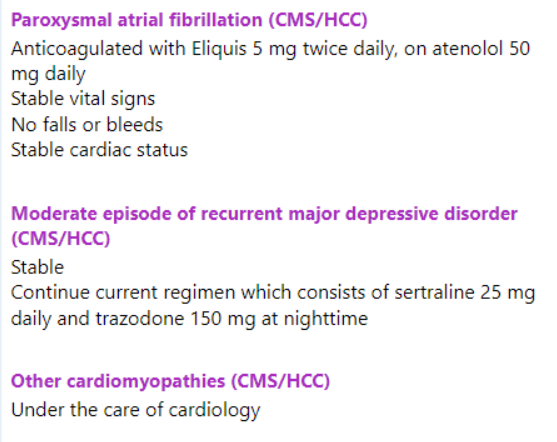 Paroxysmal atrial fibrillation (CMS/HCC)
Anticoagulated with Eliquis 5 mg twice daily, on atenolol 50
mg daily
Stable vital signs
No falls or bleeds
Stable cardiac status
Moderate episode of recurrent major depressive disorder
(CMS/HCC)
Stable
Continue current regimen which consists of sertraline 25 mg
daily and trazodone 150 mg at nighttime
Other cardiomyopathies (CMS/HCC)
Under the care of cardiology